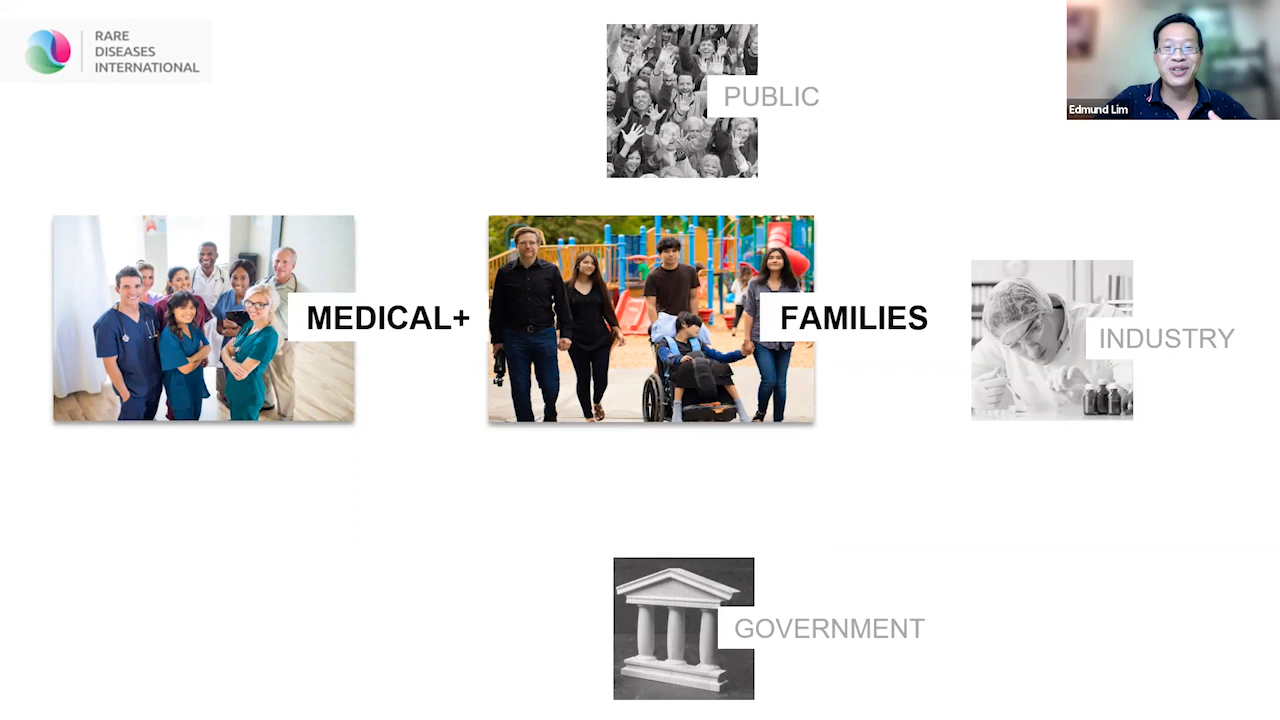 RARE
DISEASES
INTERNATIONAL
PUBLIC
Edmund Lim
MEDICAL+
FAMILIES
INDUSTRY
GOVERNMENT